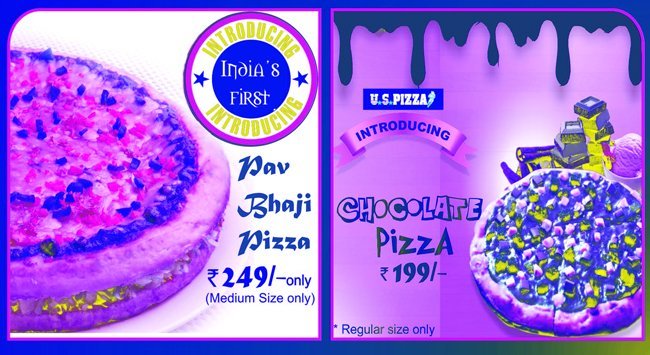 INTRODUCING
INDIA'S
FIRST
INTRODUCING
Pav
Bhaji
Pizza
₹ 249/-only
(Medium Size only)
U.S.PIZZA
INTRODUCING
CHOCOLATE
PIZZA
₹ 199/-
* Regular size only